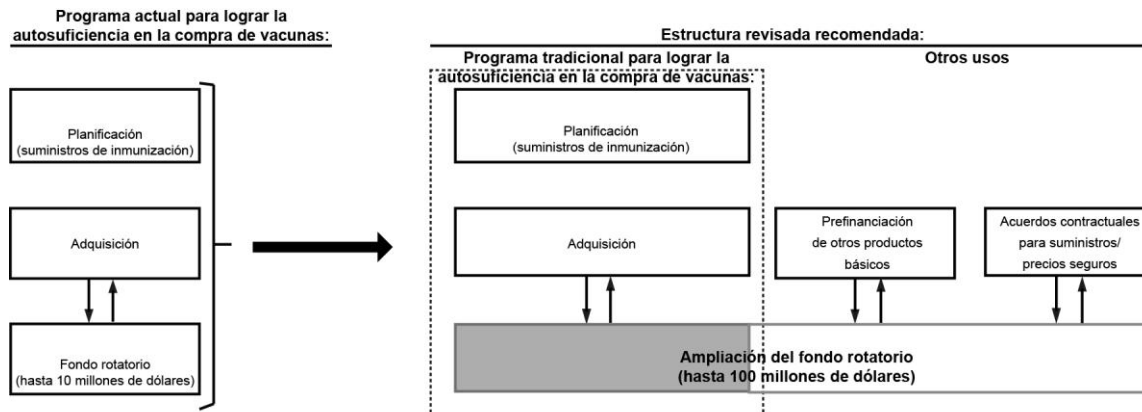 Programa actual para lograr la
autosuficiencia en la compra de vacunas:
Planificación
(suministros de inmunización)
Adquisición
Fondo rotatorio
(hasta 10 millones de dólares)
Estructura revisada recomendada:
Programa tradicional para lograr la
autosuficiencia en la compra de vacunas:
Otros usos
Planificación
(suministros de inmunización)
Adquisición
Prefinanciación
de otros productos
básicos
Acuerdos contractuales
para suministros/
precios seguros
Ampliación del fondo rotatorio
(hasta 100 millones de dólares)